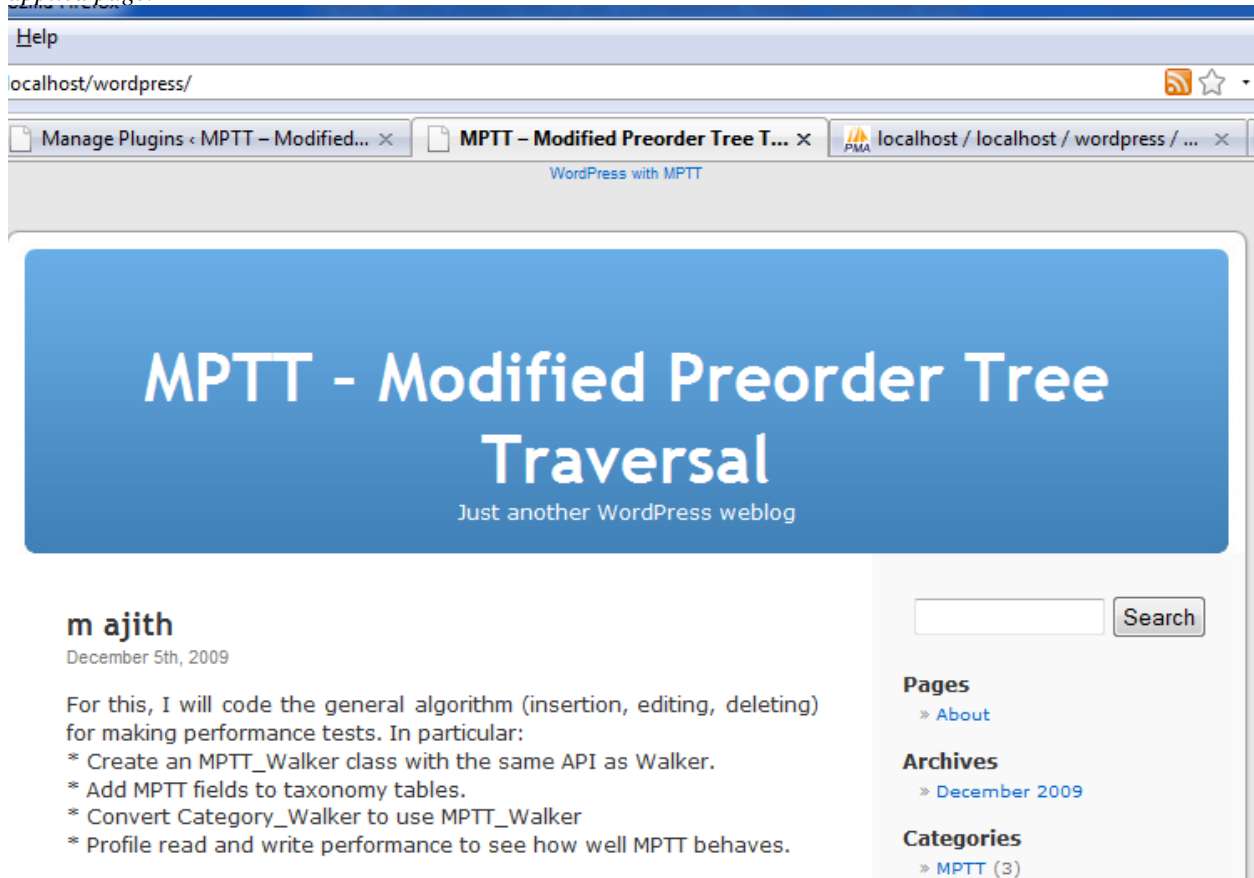 Help
localhost/wordpress/
Manage Plugins ‹ MPTT – Modified... ×
MPTT – Modified Preorder Tree T... ×
PMA localhost / localhost / wordpress / ... ×
WordPress with MPTT
MPTT – Modified Preorder Tree
Traversal
Just another WordPress weblog
m ajith
December 5th, 2009
For this, I will code the general algorithm (insertion, editing, deleting)
for making performance tests. In particular:
* Create an MPTT_Walker class with the same API as Walker.
* Add MPTT fields to taxonomy tables.
* Convert Category_Walker to use MPTT_Walker
* Profile read and write performance to see how well MPTT behaves.
Search
Pages
» About
Archives
» December 2009
Categories
» MPTT (3)